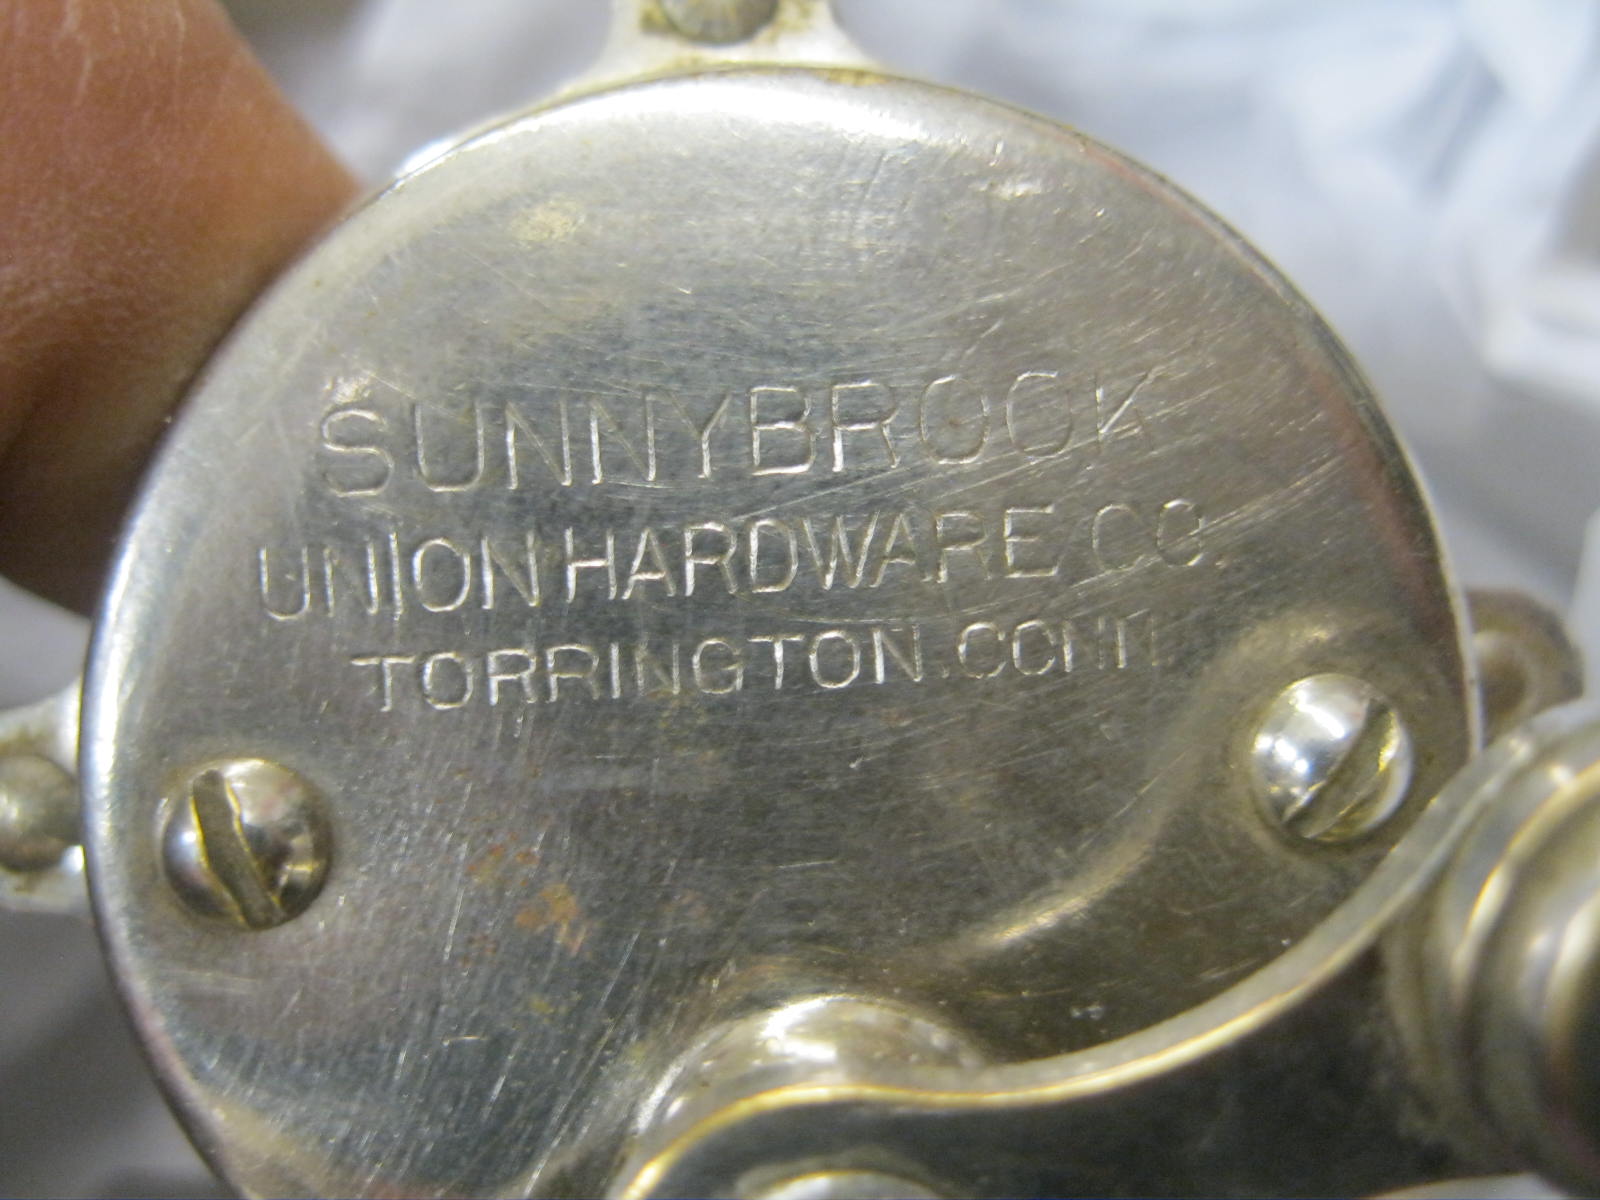 SUNNYBROOK
UNION HARDWARE CO.
TORRINGTON. CONN